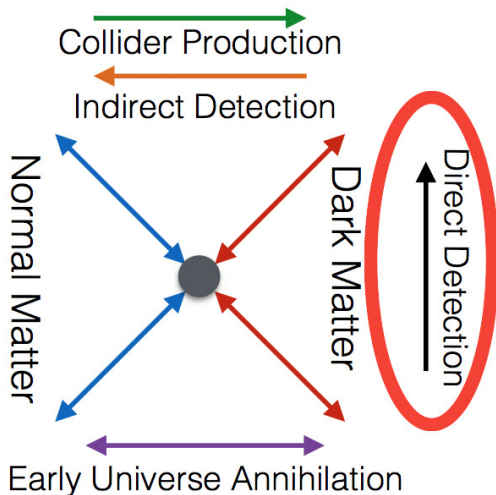 Collider Production
Indirect Detection
Normal Matter
Dark Matter
Direct Detection
Early Universe Annihilation